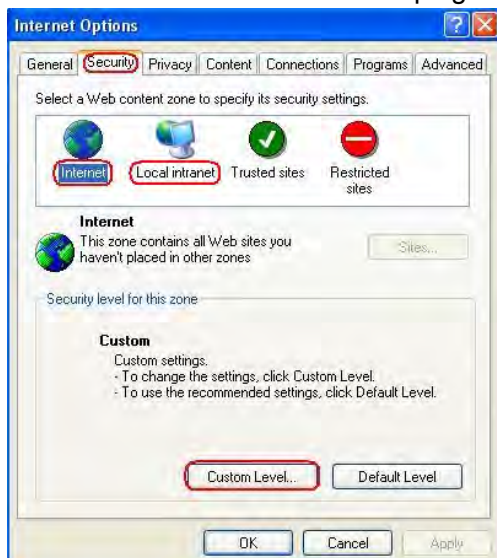 Internet Options
General Security Privacy Content Connections Programs Advanced
Select a Web content zone to specify its security settings.
Internet Local intranet Trusted sites Restricted
sites
Internet
This zone contains all Web sites you
haven't placed in other zones
Sites...
Security level for this zone
Custom
Custom settings.
- To change the settings, click Custom Level.
- To use the recommended settings, click Default Level.
Custom Level... Default Level
OK Cancel Apply